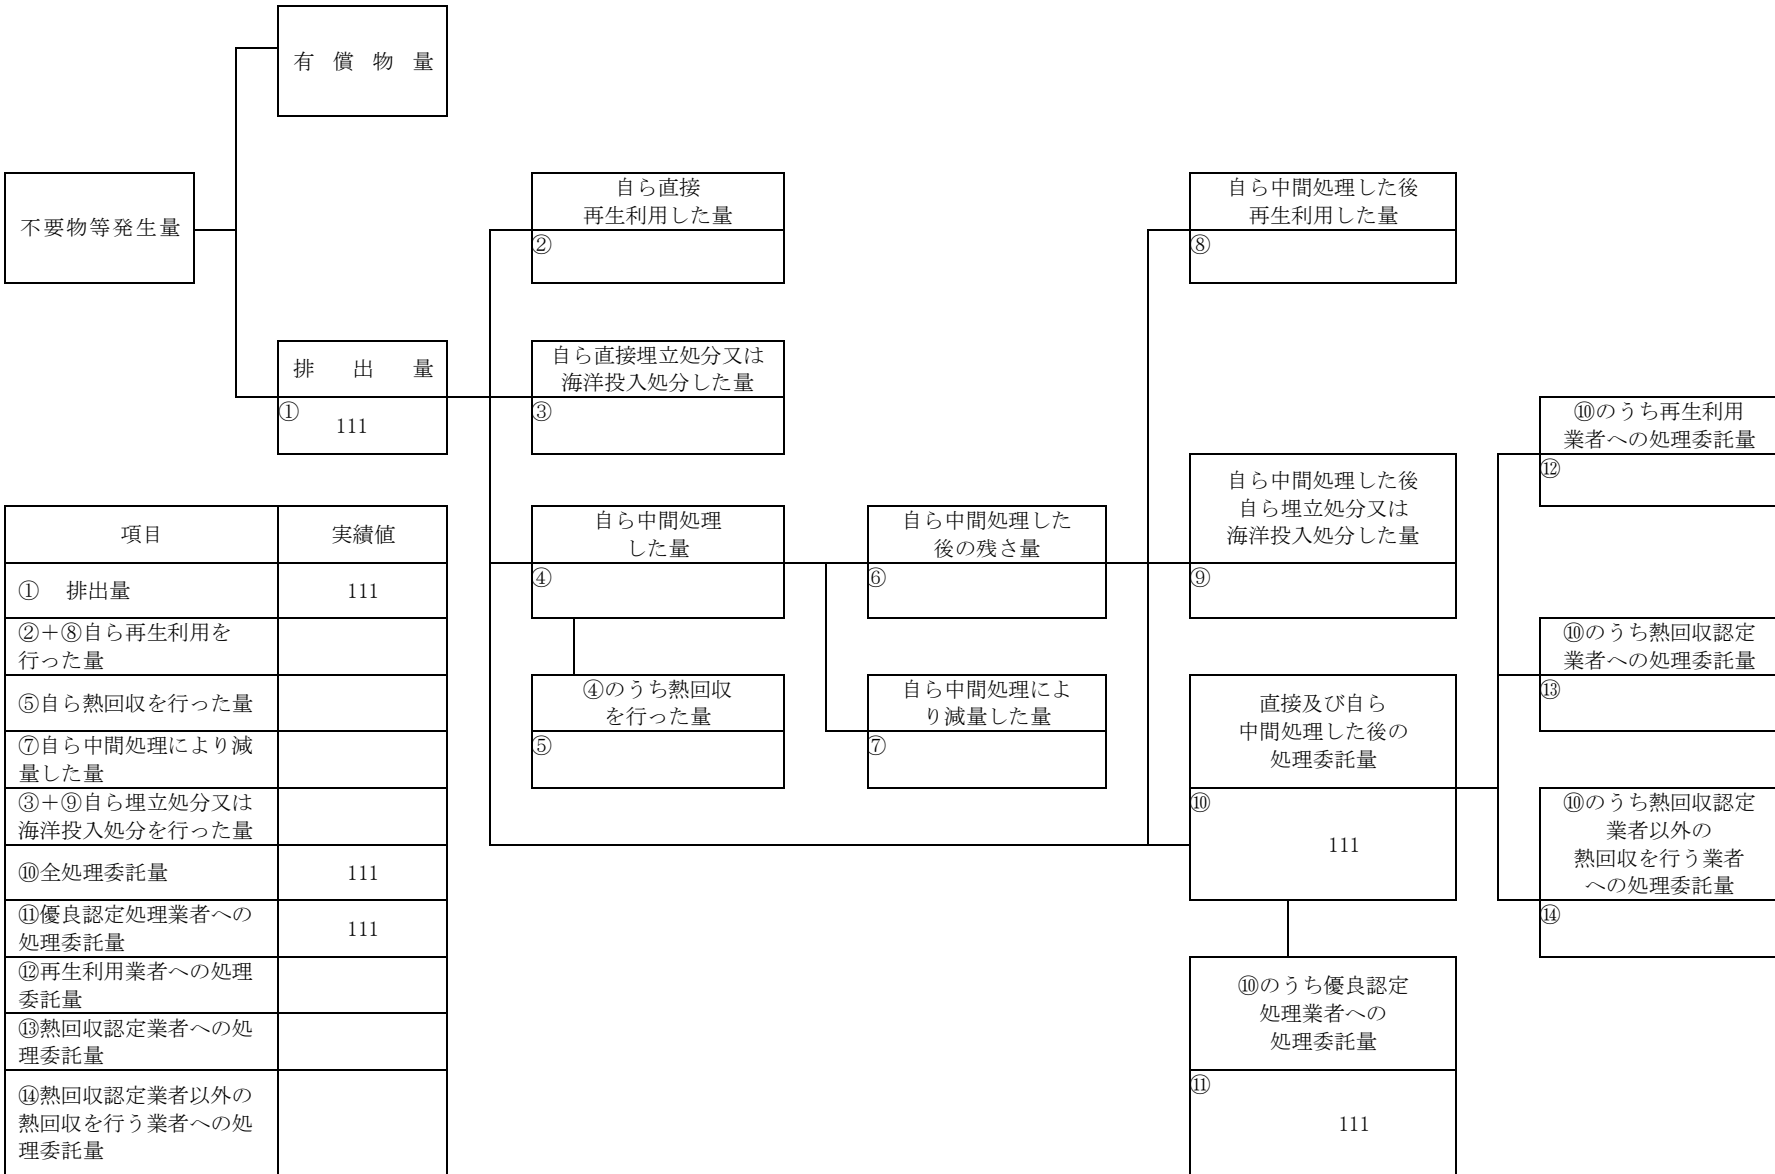 有 償 物 量
不要物等発生量
自ら直接
再生利用した量
②
自ら中間処理した後
再生利用した量
⑧
排 出 量
①
111
自ら直接埋立処分又は
海洋投入処分した量
③
⑩のうち再生利用
業者への処理委託量
⑫
自ら中間処理した後
自ら埋立処分又は
海洋投入処分した量
⑨
自ら中間処理
した量
④
自ら中間処理した
後の残さ量
⑥
⑩のうち熱回収認定
業者への処理委託量
⑬
④のうち熱回収
を行った量
⑤
自ら中間処理によ
り減量した量
⑦
直接及び自ら
中間処理した後の
処理委託量
⑩
111
⑩のうち熱回収認定
業者以外の
熱回収を行う業者
への処理委託量
⑭
⑩のうち優良認定
処理業者への
処理委託量
⑪
111
項目 実績値
① 排出量 111
②+⑧自ら再生利用を
行った量
⑤自ら熱回収を行った量
⑦自ら中間処理により減
量した量
③+⑨自ら埋立処分又は
海洋投入処分を行った量
⑩全処理委託量 111
⑪優良認定処理業者への
処理委託量 111
⑫再生利用業者への処理
委託量
⑬熱回収認定業者への処
理委託量
⑭熱回収認定業者以外の
熱回収を行う業者への処
理委託量